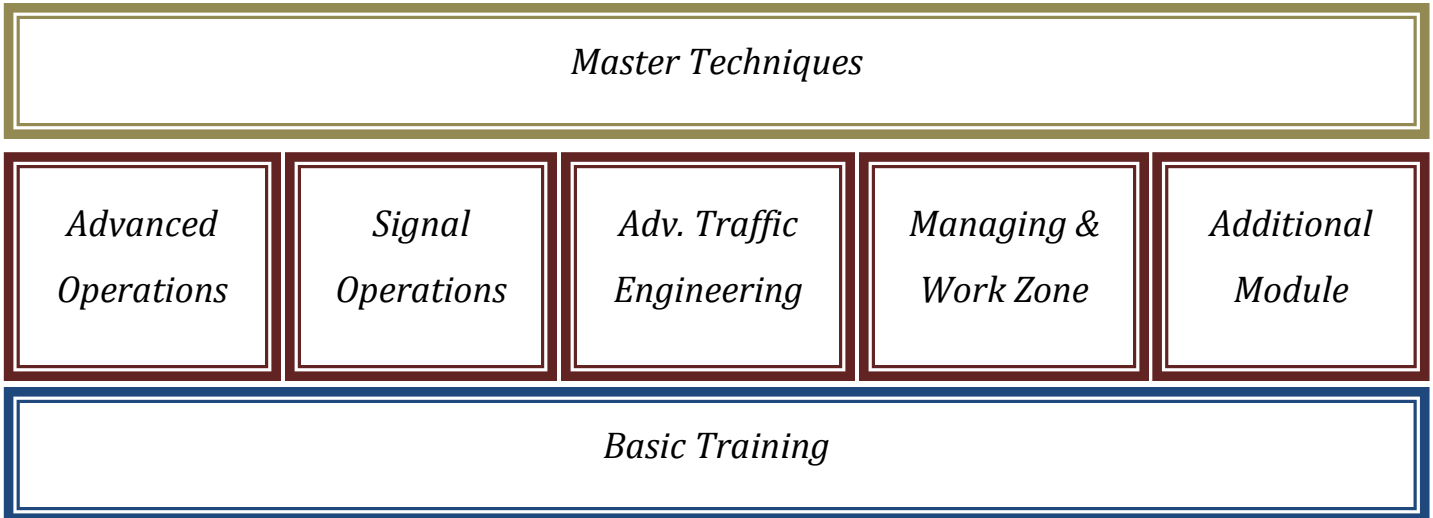 Master Techniques
Advanced
Operations
Signal
Operations
Adv. Traffic
Engineering
Managing &
Work Zone
Additional
Module
Basic Training